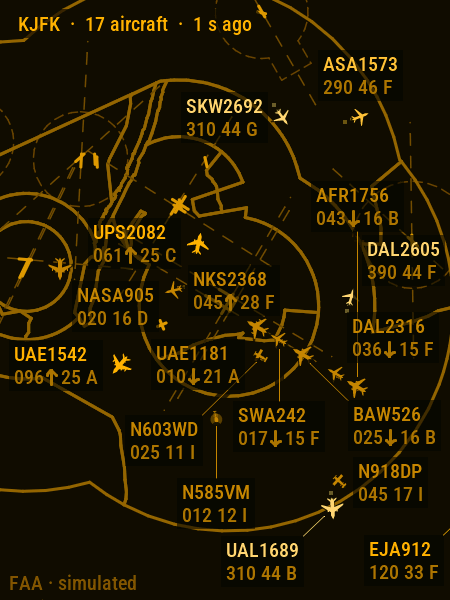 KJFK · 17 aircraft · 1 s ago
ASA1573
290 46 F
SKW2692
310 44 G
AFR1756
043↓16 B
UPS2082
061↑25 C
DAL2605
390 44 F
NKS2368
045↑28 F
NASA905
020 16 D
DAL2316
036↓15 F
UAE1542
096↑25 A
UAE1181
010↓21 A
SWA242
017↓15 F
BAW526
025↓16 B
N603WD
025 11 I
N918DP
045 17 I
N585VM
012 12 I
UAL1689
310 44 B
EJA912
120 33 F
FAA · simulated